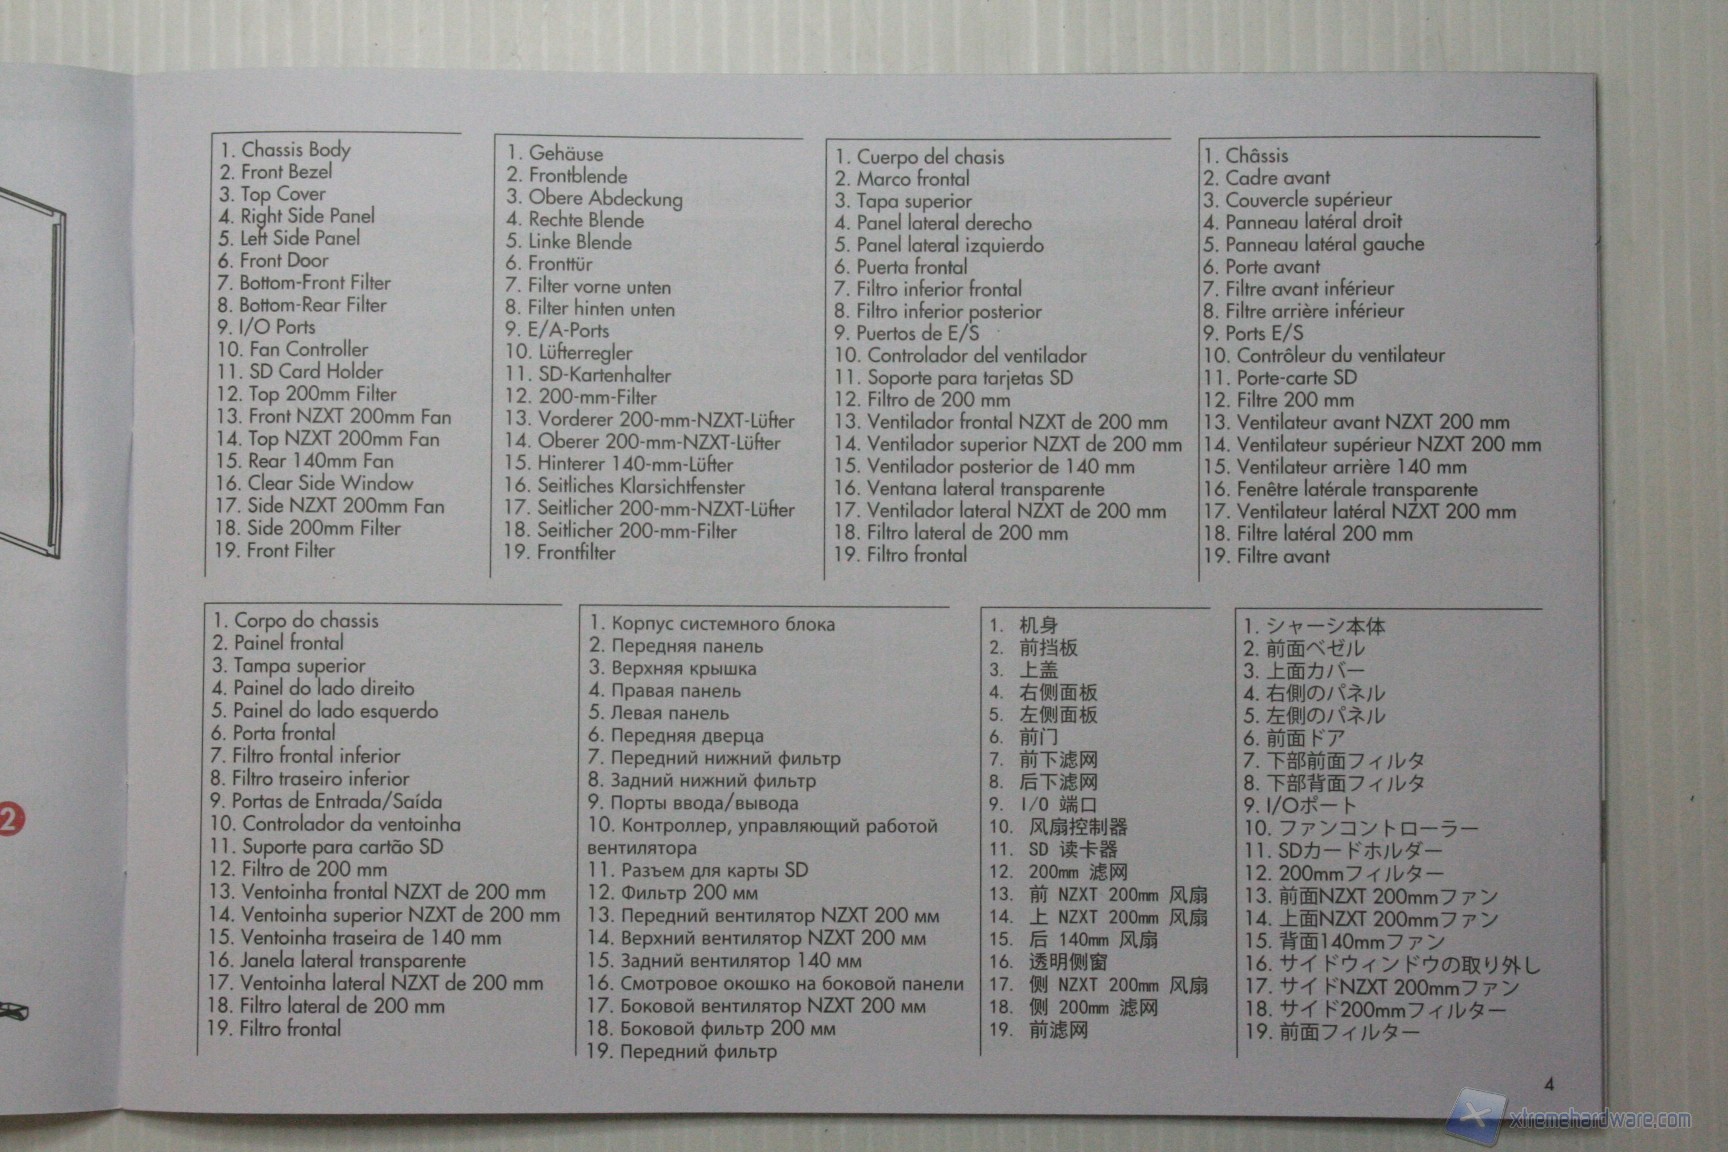 1. Chassis Body
2. Front Bezel
3. Top Cover
4. Right Side Panel
5. Left Side Panel
6. Front Door
7. Bottom-Front Filter
8. Bottom-Rear Filter
9. I/O Ports
10. Fan Controller
11. SD Card Holder
12. Top 200mm Filter
13. Front NZXT 200mm Fan
14. Top NZXT 200mm Fan
15. Rear 140mm Fan
16. Clear Side Window
17. Side NZXT 200mm Fan
18. Side 200mm Filter
19. Front Filter
1. Gehäuse
2. Frontblende
3. Obere Abdeckung
4. Rechte Blende
5. Linke Blende
6. Fronttür
7. Filter vorne unten
8. Filter hinten unten
9. E/A-Ports
10. Lüfterregler
11. SD-Kartenhalter
12. 200-mm-Filter
13. Vorderer 200-mm-NZXT-Lüfter
14. Oberer 200-mm-NZXT-Lüfter
15. Hinterer 140-mm-Lüfter
16. Seitliches Klarsichtfenster
17. Seitlicher 200-mm-NZXT-Lüfter
18. Seitlicher 200-mm-Filter
19. Frontfilter
1. Cuerpo del chasis
2. Marco frontal
3. Tapa superior
4. Panel lateral derecho
5. Panel lateral izquierdo
6. Puerta frontal
7. Filtro inferior frontal
8. Filtro inferior posterior
9. Puertos de E/S
10. Controlador del ventilador
11. Soporte para tarjetas SD
12. Filtro de 200 mm
13. Ventilador frontal NZXT de 200 mm
14. Ventilador superior NZXT de 200 mm
15. Ventilador posterior de 140 mm
16. Ventana lateral transparente
17. Ventilador lateral NZXT de 200 mm
18. Filtro lateral de 200 mm
19. Filtro frontal
1. Châssis
2. Cadre avant
3. Couvercle supérieur
4. Panneau latéral droit
5. Panneau latéral gauche
6. Porte avant
7. Filtre avant inférieur
8. Filtre arrière inférieur
9. Ports E/S
10. Contrôleur du ventilateur
11. Porte-carte SD
12. Filtre 200 mm
13. Ventilateur avant NZXT 200 mm
14. Ventilateur supérieur NZXT 200 mm
15. Ventilateur arrière 140 mm
16. Fenêtre latérale transparente
17. Ventilateur latéral NZXT 200 mm
18. Filtre latéral 200 mm
19. Filtre avant
1. Corpo do chassis
2. Painel frontal
3. Tampa superior
4. Painel do lado direito
5. Painel do lado esquerdo
6. Porta frontal
7. Filtro frontal inferior
8. Filtro traseiro inferior
9. Portas de Entrada/Saída
10. Controlador da ventoinha
11. Suporte para cartão SD
12. Filtro de 200 mm
13. Ventoinha frontal NZXT de 200 mm
14. Ventoinha superior NZXT de 200 mm
15. Ventoinha traseira de 140 mm
16. Janela lateral transparente
17. Ventoinha lateral NZXT de 200 mm
18. Filtro lateral de 200 mm
19. Filtro frontal
1. Корпус системного блока
2. Передняя панель
3. Верхняя крышка
4. Правая панель
5. Левая панель
6. Передняя дверца
7. Передний нижний фильтр
8. Задний нижний фильтр
9. Порты ввода/вывода
10. Контроллер, управляющий работой
вентилятора
11. Разъем для карты SD
12. Фильтр 200 мм
13. Передний вентилятор NZXT 200 мм
14. Верхний вентилятор NZXT 200 мм
15. Задний вентилятор 140 мм
16. Смотровое окошко на боковой панели
17. Боковой вентилятор NZXT 200 мм
18. Боковой фильтр 200 мм
19. Передний фильтр
1. 机身
2. 前挡板
3. 上盖
4. 右侧面板
5. 左侧面板
6. 前门
7. 前下滤网
8. 后下滤网
9. I/O 端口
10. 风扇控制器
11. SD 读卡器
12. 200mm 滤网
13. 前 NZXT 200mm 风扇
14. 上 NZXT 200mm 风扇
15. 后 140mm 风扇
16. 透明侧窗
17. 侧 NZXT 200mm 风扇
18. 侧 200mm 滤网
19. 前滤网
1. シャーシ本体
2. 前面ベゼル
3. 上面カバー
4. 右側のパネル
5. 左側のパネル
6. 前面ドア
7. 下部前面フィルタ
8. 下部背面フィルタ
9. I/Oポート
10. ファンコントローラー
11. SDカードホルダー
12. 200mmフィルター
13. 前面NZXT 200mmファン
14. 上面NZXT 200mmファン
15. 背面140mmファン
16. サイドウィンドウの取り外し
17. サイドNZXT 200mmファン
18. サイド200mmフィルター
19. 前面フィルター
2
4
xtremehardware.com